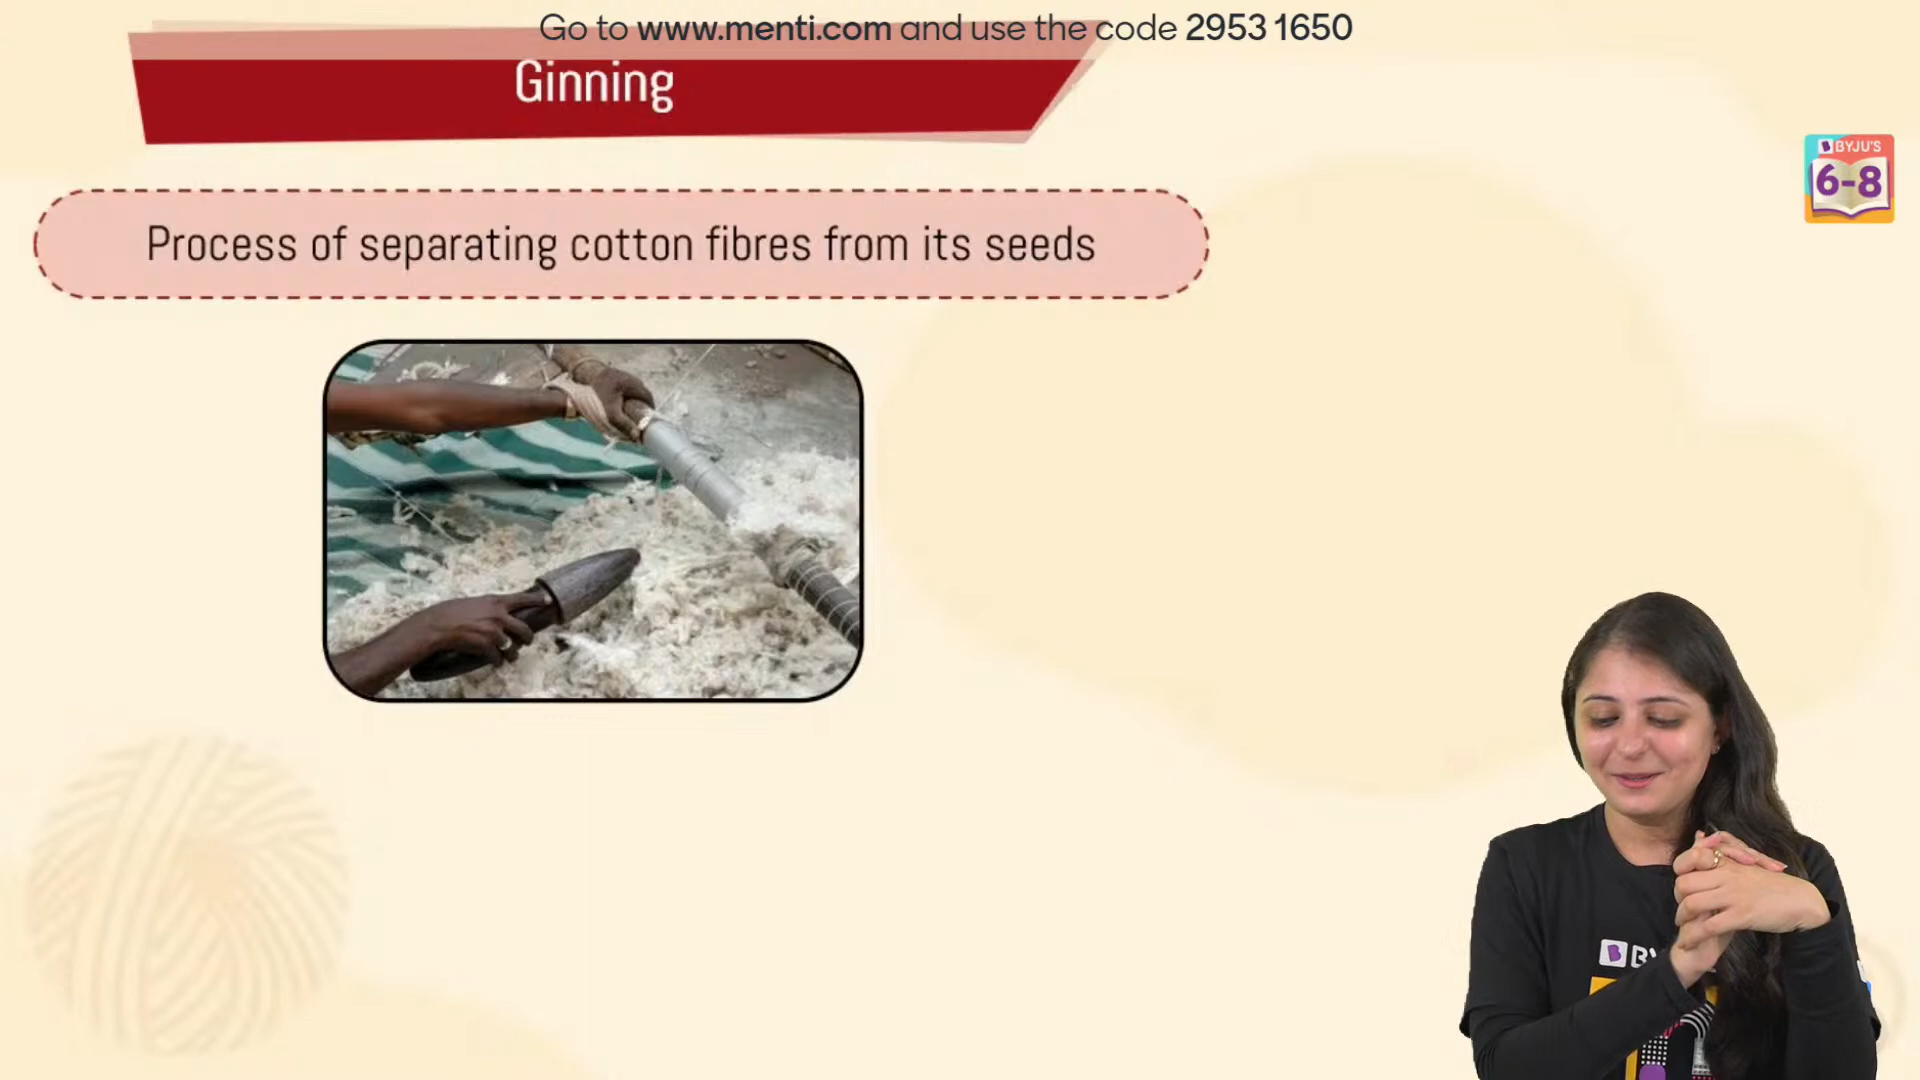 Go to www.menti.com and use the code 2953 1650
Ginning
BYJU'S
6-8
Process of separating cotton fibres from its seeds